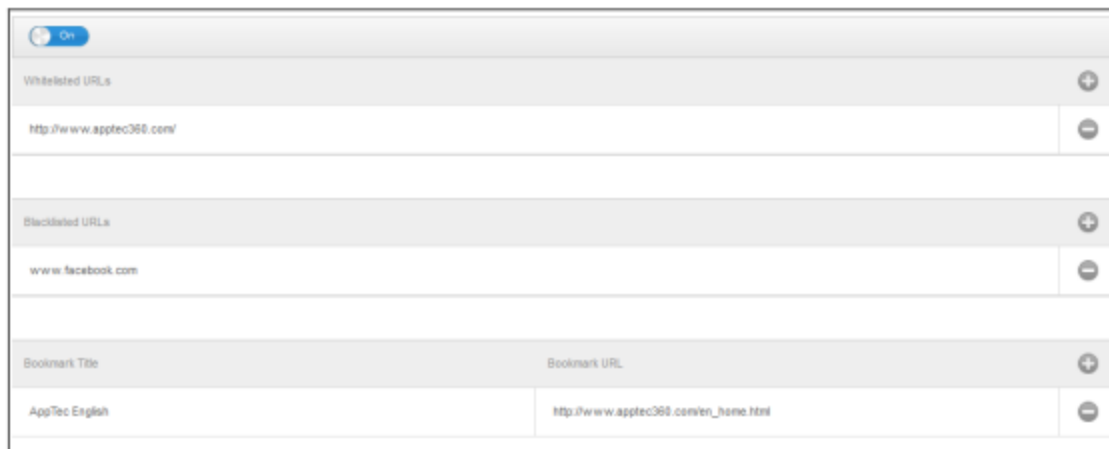 On
Whitelisted URLs
http://www.apptec360.com/
Blacklisted URLs
www.facebook.com
Bookmark Title Bookmark URL
AppTec English http://www.apptec360.com/en_home.html